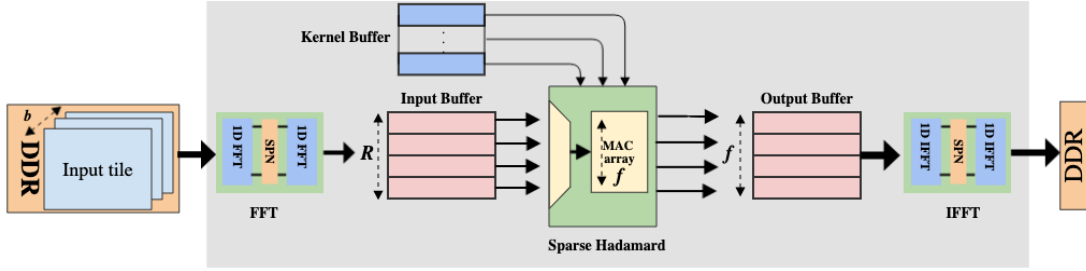 Kernel Buffer
b
DDR
Input tile
1D FFT
SPN
1D FFT
FFT
Input Buffer
R
MAC
array
f
Sparse Hadamard
f
Output Buffer
1D IFFT
SPN
1D IFFT
IFFT
DDR